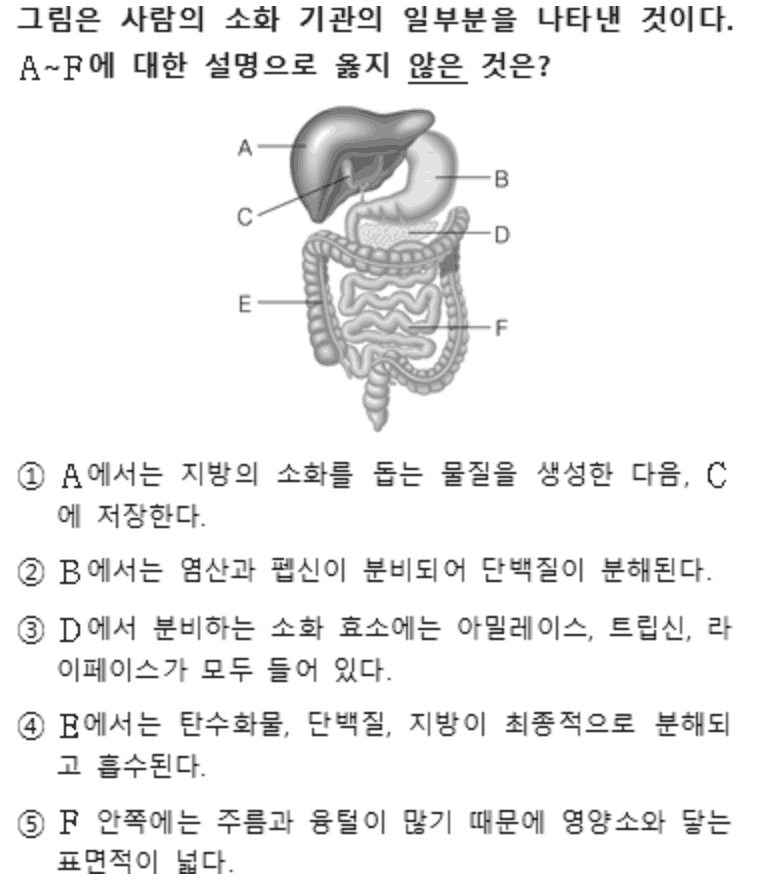 그림은 사람의 소화 기관의 일부분을 나타낸 것이다.
A~F에 대한 설명으로 옳지 않은 것은?
A
B
C
D
E
F
① A에서는 지방의 소화를 돕는 물질을 생성한 다음, C
에 저장한다.
② B에서는 염산과 펩신이 분비되어 단백질이 분해된다.
③ D에서 분비하는 소화 효소에는 아밀레이스, 트립신, 라
이페이스가 모두 들어 있다.
④ E에서는 탄수화물, 단백질, 지방이 최종적으로 분해되
고 흡수된다.
⑤ F 안쪽에는 주름과 융털이 많기 때문에 영양소와 닿는
표면적이 넓다.